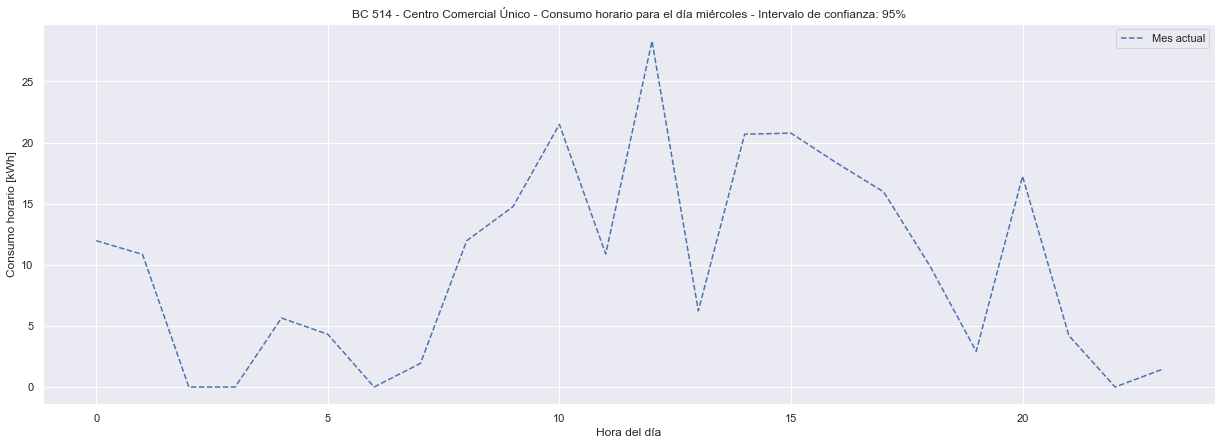 BC 514 - Centro Comercial Único - Consumo horario para el día miércoles - Intervalo de confianza: 95%
Mes actual
Consumo horario [kWh]
25
20
15
10
5
0
0 5 10 15 20
Hora del día